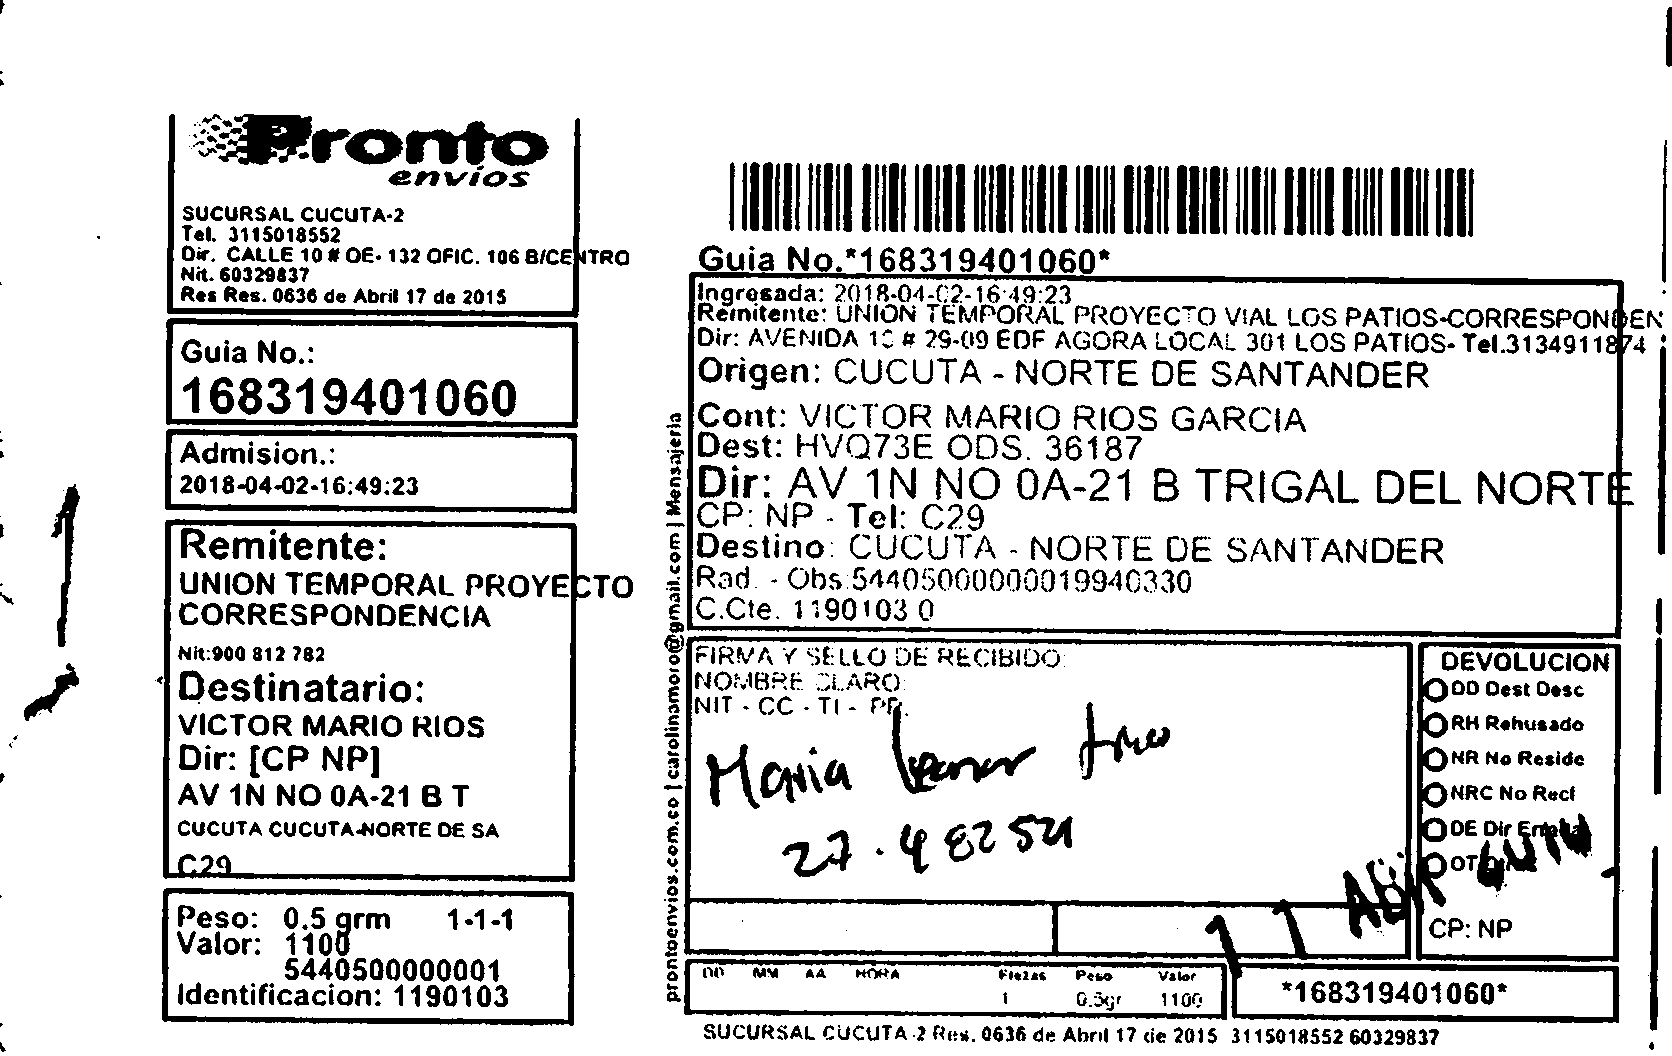 Pronto
envios
SUCURSAL CUCUTA-2
Tel. 3115018552
Dir. CALLE 10 # OE- 132 OFIC. 106 B/CENTRO
Nit. 60329837
Res Res. 0636 de Abril 17 de 2015
Guia No.:
168319401060
Admision.:
2018-04-02-16:49:23
Remitente:
UNION TEMPORAL PROYECTO
CORRESPONDENCIA
Nit:900 812 782
Destinatario:
VICTOR MARIO RIOS
Dir: [CP NP]
AV 1N NO 0A-21 B T
CUCUTA CUCUTA-NORTE DE SA
C29
Peso: 0.5 grm 1-1-1
Valor: 1100
5440500000001
Identificacion: 1190103
prontoenvios.com.co | carolinamoro@gmail.com | Mensajeria
Guia No.*168319401060*
Ingresada: 2018-04-02-16:49:23
Remitente: UNION TEMPORAL PROYECTO VIAL LOS PATIOS-CORRESPONDEN
Dir: AVENIDA # 29-09 EDF AGORA LOCAL 301 LOS PATIOS- Tel.3134911874
Origen: CUCUTA - NORTE DE SANTANDER
Cont: VICTOR MARIO RIOS GARCIA
Dest: HVQ73E ODS. 36187
Dir: AV 1N NO 0A-21 B TRIGAL DEL NORTE
CP: NP - Tel: C29
Destino: CUCUTA - NORTE DE SANTANDER
Rad. - Obs:54405000000019940330
C.Cte. 1190103 0
FIRMA Y SELLO DE RECIBIDO:
NOMBRE CLARO:
NIT - CC - TI - PP.
Maria
DEVOLUCION
DD Dest Desc
RH Rehusado
NR No Reside
NRC No Recl
DE Dir Errada
CP: NP
11 Abr
DD MM AA HORA Piezas Peso Valor
1 0.5gr 1100
*168319401060*
SUCURSAL CUCUTA-2 Res. 0636 de Abril 17 de 2015 3115018552 60329837